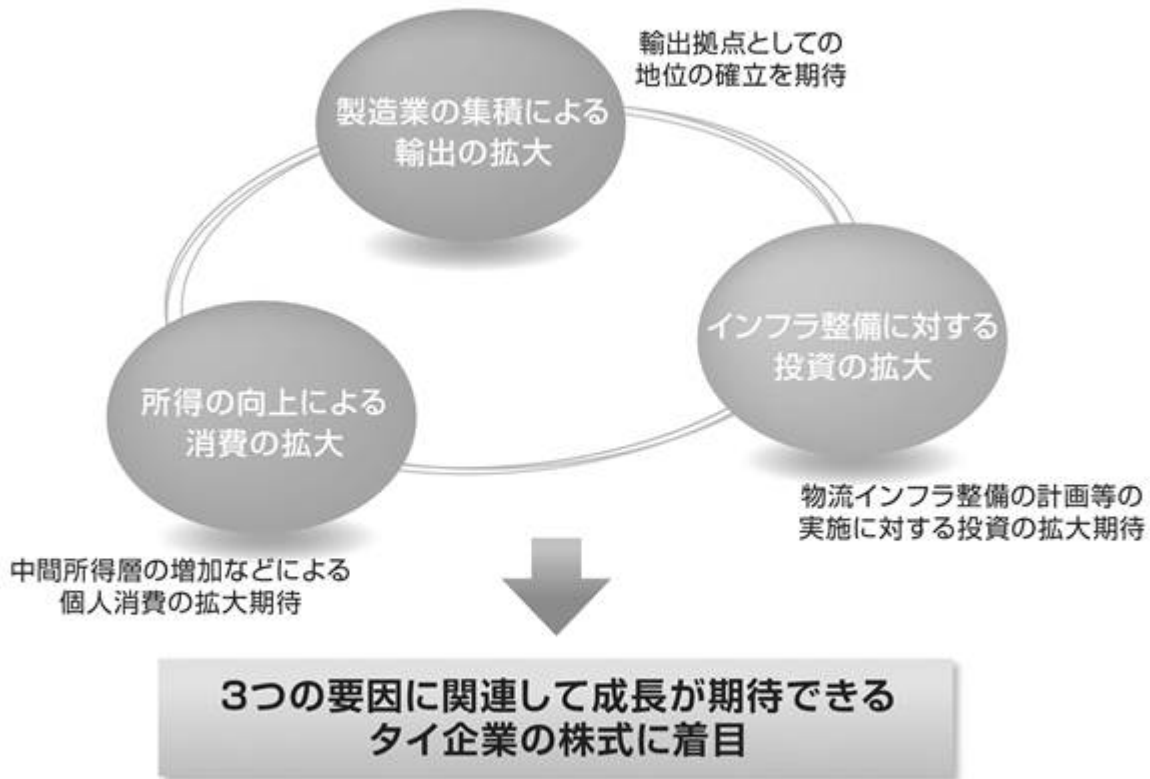 輸出拠点としての
地位の確立を期待
製造業の集積による
輸出の拡大
インフラ整備に対する
投資の拡大
物流インフラ整備の計画等の
実施に対する投資の拡大期待
所得の向上による
消費の拡大
中間所得層の増加などによる
個人消費の拡大期待
3つの要因に関連して成長が期待できる
タイ企業の株式に着目